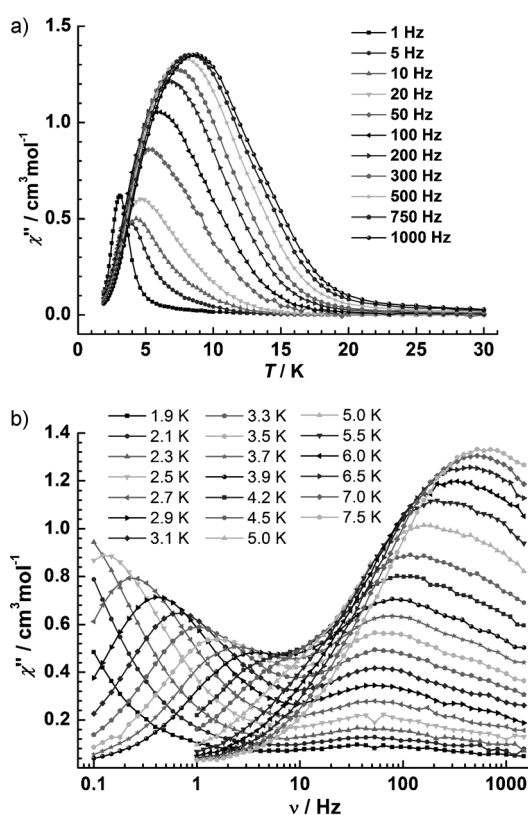 a)
1 Hz
5 Hz
10 Hz
20 Hz
50 Hz
100 Hz
200 Hz
300 Hz
500 Hz
750 Hz
1000 Hz
χ'' / cm³mol⁻¹
1.5
1.0
0.5
0.0
0 5 10 15 20 25 30
T / K
b)
1.9 K 3.3 K 5.0 K
2.1 K 3.5 K 5.5 K
2.3 K 3.7 K 6.0 K
2.5 K 3.9 K 6.5 K
2.7 K 4.2 K 7.0 K
2.9 K 4.5 K 7.5 K
3.1 K 5.0 K
χ'' / cm³mol⁻¹
1.4
1.2
1.0
0.8
0.6
0.4
0.2
0.1 1 10 100 1000
ν / Hz